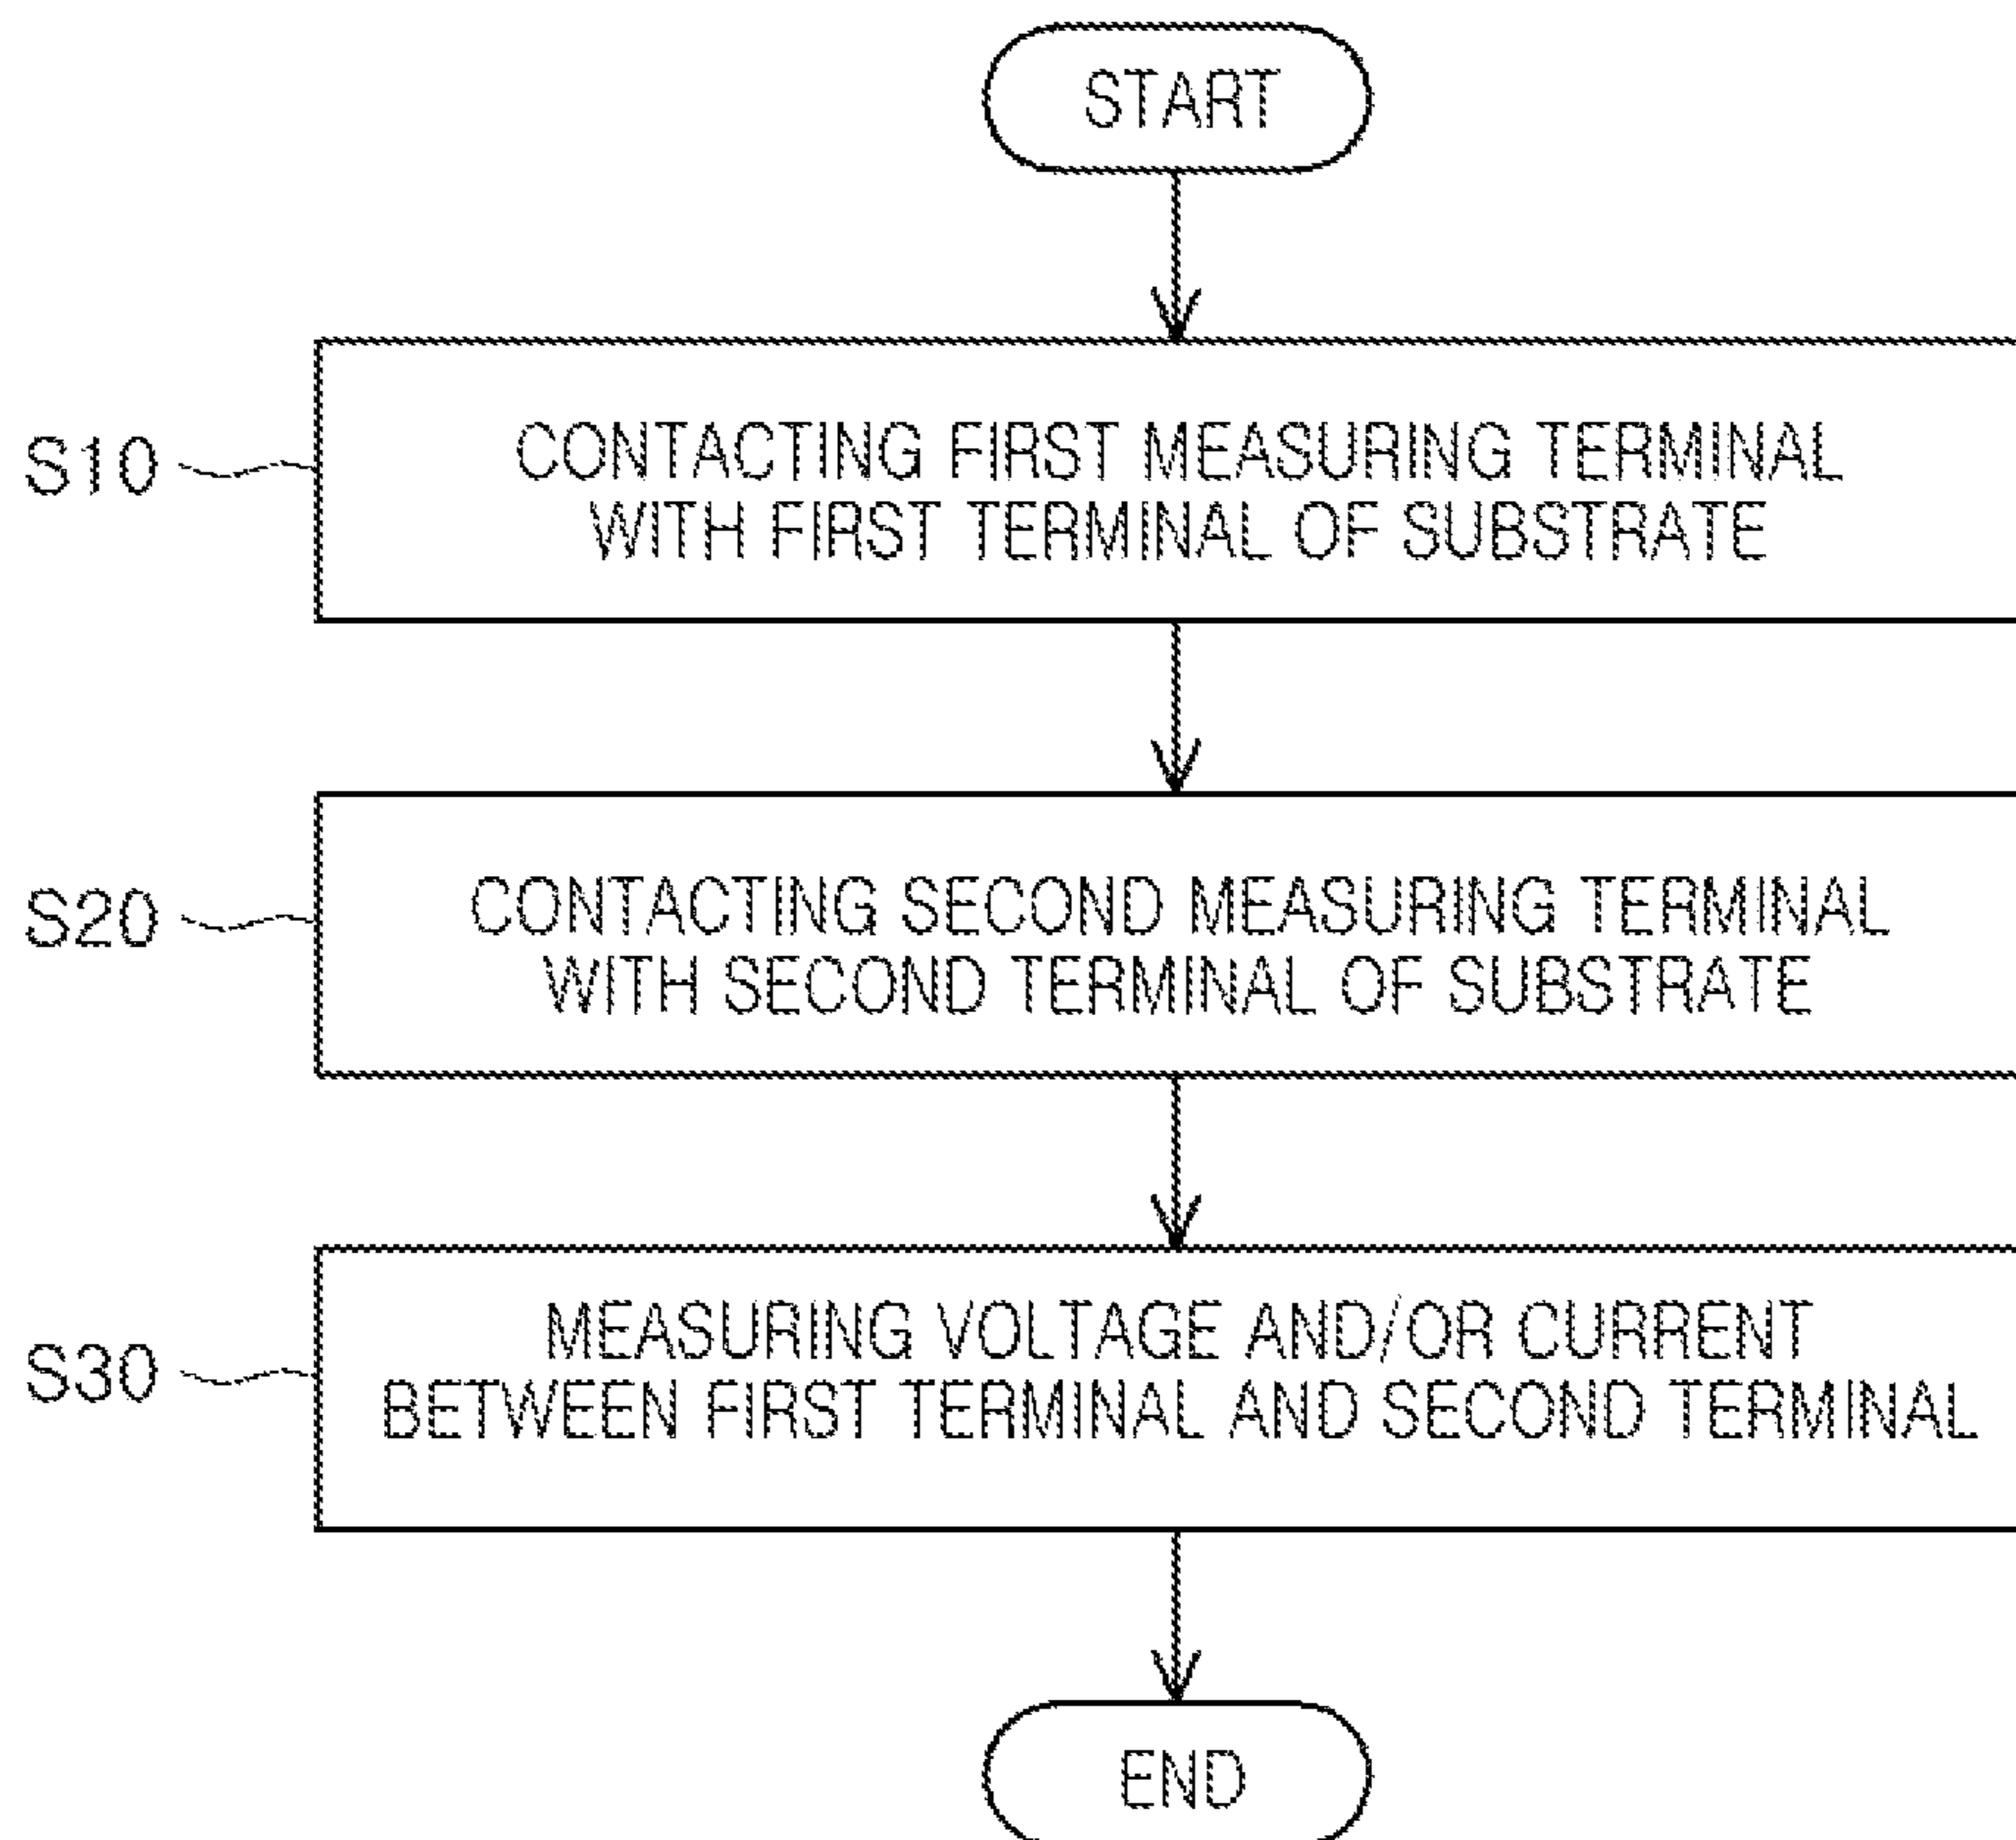 START
S10
CONTACTING FIRST MEASURING TERMINAL
WITH FIRST TERMINAL OF SUBSTRATE
S20
CONTACTING SECOND MEASURING TERMINAL
WITH SECOND TERMINAL OF SUBSTRATE
S30
MEASURING VOLTAGE AND/OR CURRENT
BETWEEN FIRST TERMINAL AND SECOND TERMINAL
END